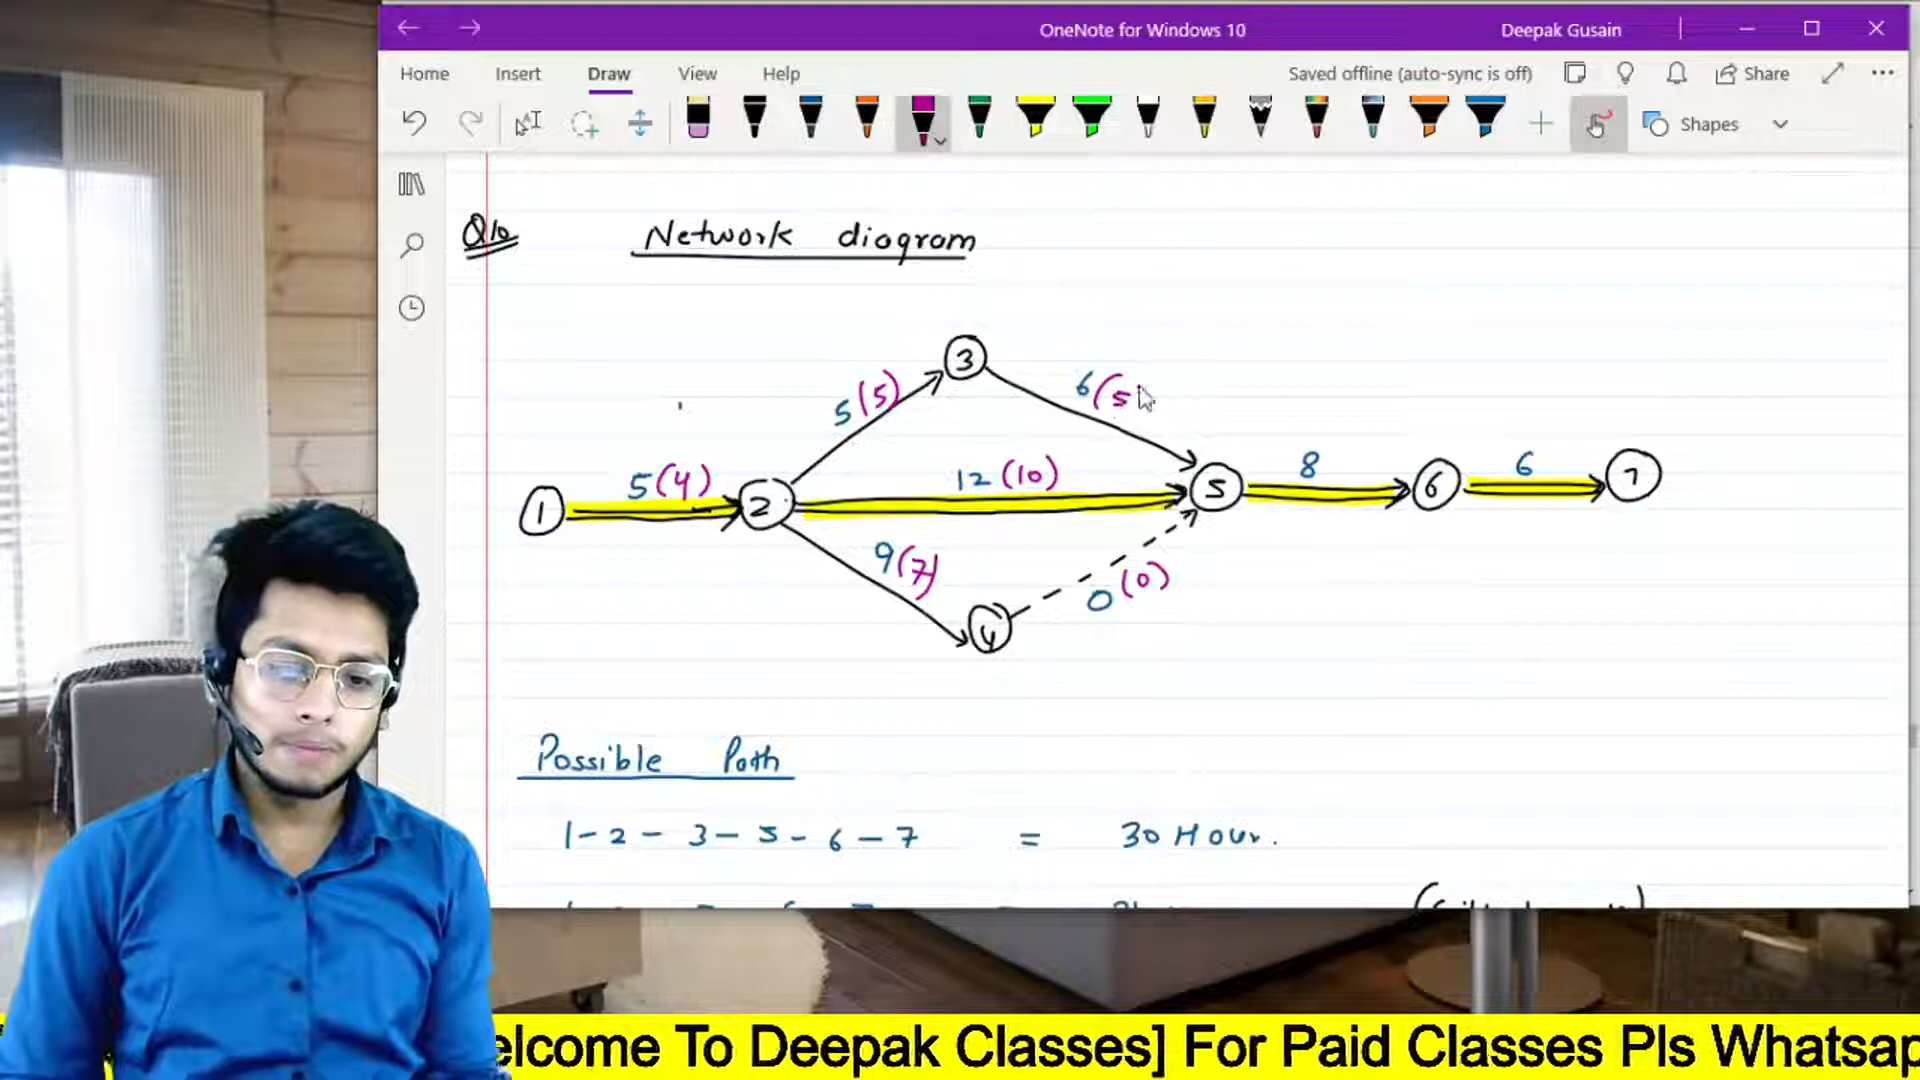 OneNote for Windows 10 Deepak Gusain
Home Insert Draw View Help Saved offline (auto-sync is off) Share
Shapes
Q10 Network diagram
3
5 (5) 6 (5
5 (4) 12 (10) 8 6
1 2 5 6 7
9 (7) 0 (0)
4
Possible Path
1 - 2 - 3 - 5 - 6 - 7 = 30 Hour.
elcome To Deepak Classes] For Paid Classes Pls Whatsap